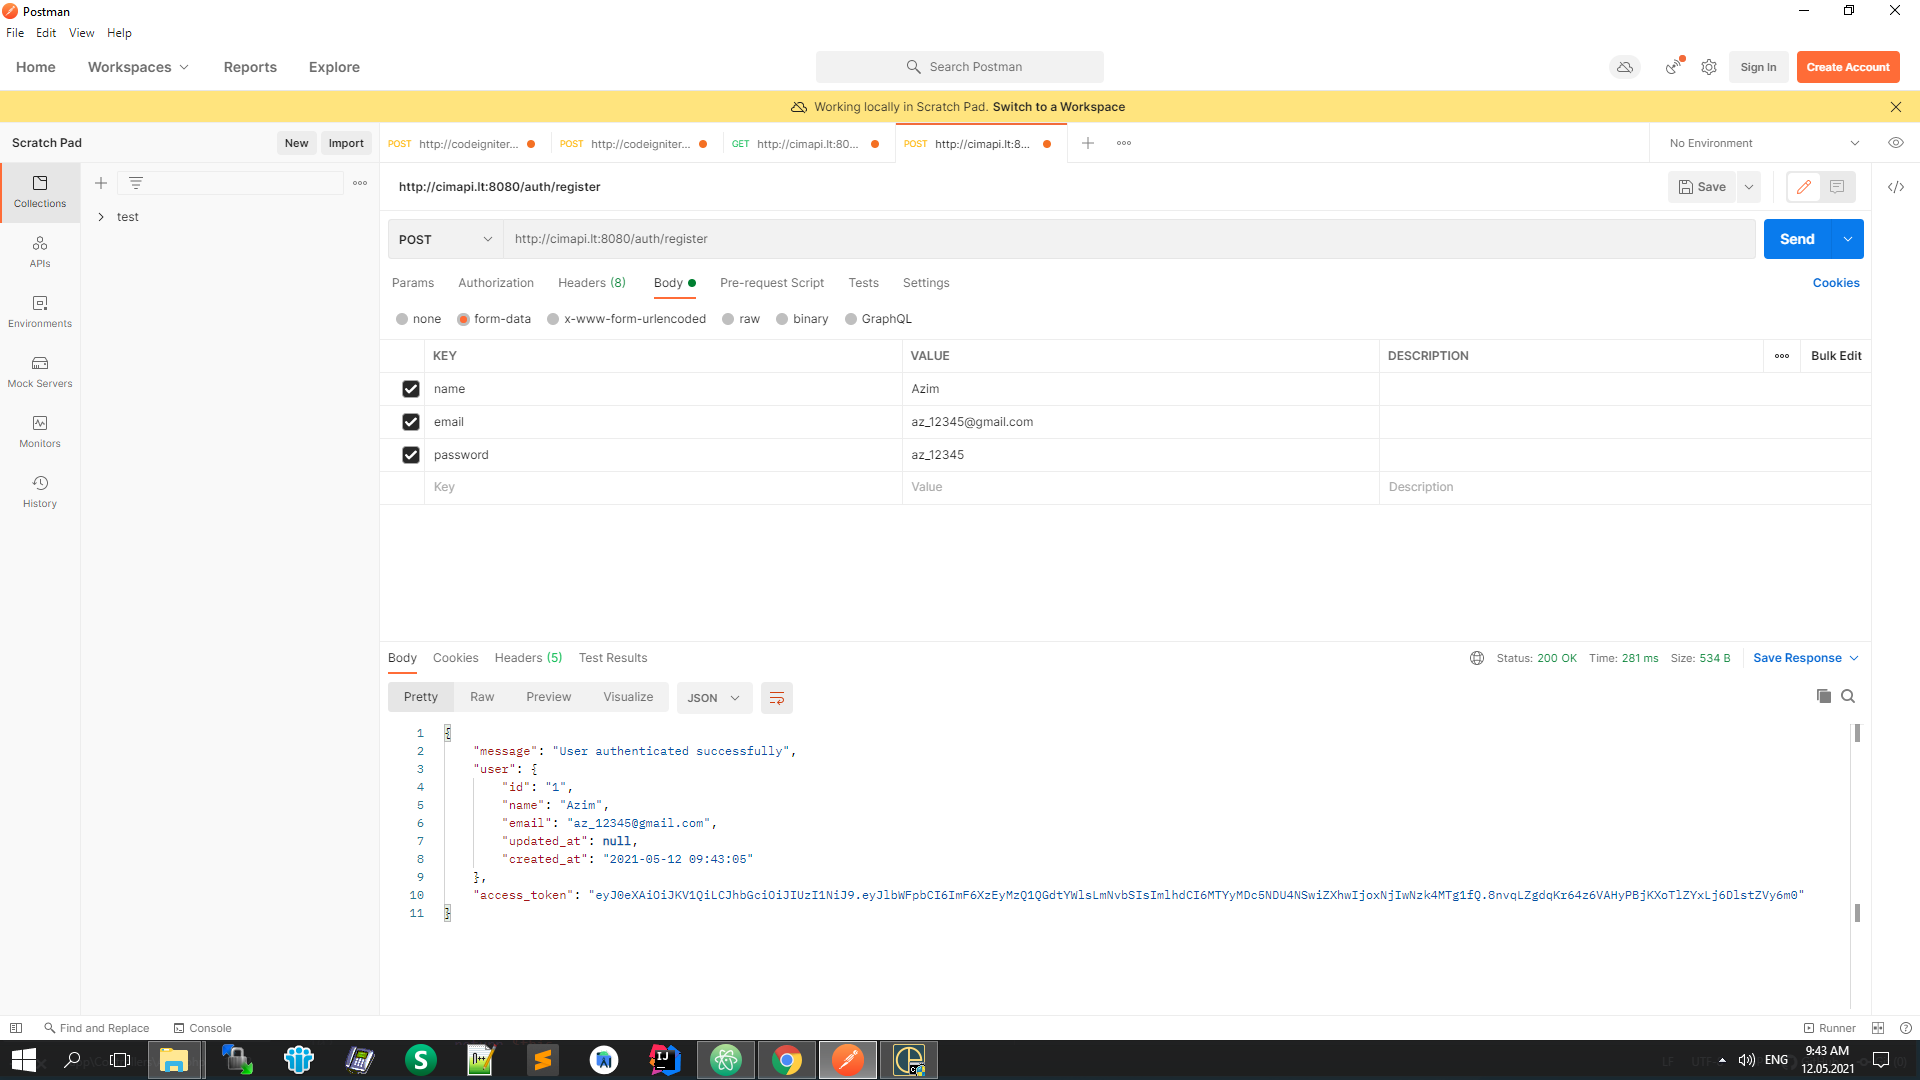 Postman
File Edit View Help
Home Workspaces Reports Explore Search Postman Sign In Create Account
Working locally in Scratch Pad. Switch to a Workspace
Scratch Pad New Import POST http://codeigniter... POST http://codeigniter... GET http://cimapi.lt:80... POST http://cimapi.lt:8... No Environment
http://cimapi.lt:8080/auth/register Save
Collections
test
APIs
Environments
Mock Servers
Monitors
History
POST http://cimapi.lt:8080/auth/register Send
Params Authorization Headers (8) Body Pre-request Script Tests Settings Cookies
none form-data x-www-form-urlencoded raw binary GraphQL
KEY VALUE DESCRIPTION Bulk Edit
name Azim
email az_12345@gmail.com
password az_12345
Key Value Description
Body Cookies Headers (5) Test Results Status: 200 OK Time: 281 ms Size: 534 B Save Response
Pretty Raw Preview Visualize JSON
1 {
2 "message": "User authenticated successfully",
3 "user": {
4 "id": "1",
5 "name": "Azim",
6 "email": "az_12345@gmail.com",
7 "updated_at": null,
8 "created_at": "2021-05-12 09:43:05"
9 },
10 "access_token": "eyJ0eXAiOiJKV1QiLCJhbGciOiJIUzI1NiJ9.eyJlbWFpbCI6ImF6XzEyMzQ1QGdtYWlsLmNvbSIsImlhdCI6MTYyMDc5NDU4NSwiZXhwIjoxNjIwNzk4MTg1fQ.8nvqLZgdqKr64z6VAHyPBjKXoTlZYxLj6DlstZVy6m0"
11 }
Find and Replace Console Runner
ENG 9:43 AM
12.05.2021